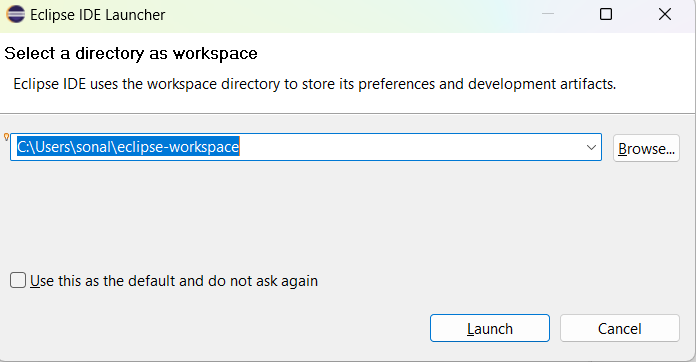 Eclipse IDE Launcher
Select a directory as workspace
Eclipse IDE uses the workspace directory to store its preferences and development artifacts.
C:\Users\sonal\eclipse-workspace
Browse...
Use this as the default and do not ask again
Launch
Cancel